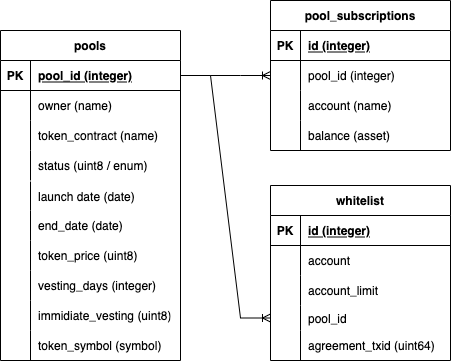 pools
PK pool_id (integer)
owner (name)
token_contract (name)
status (uint8 / enum)
launch date (date)
end_date (date)
token_price (uint8)
vesting_days (integer)
immidiate_vesting (uint8)
token_symbol (symbol)
pool_subscriptions
PK id (integer)
pool_id (integer)
account (name)
balance (asset)
whitelist
PK id (integer)
account
account_limit
pool_id
agreement_txid (uint64)